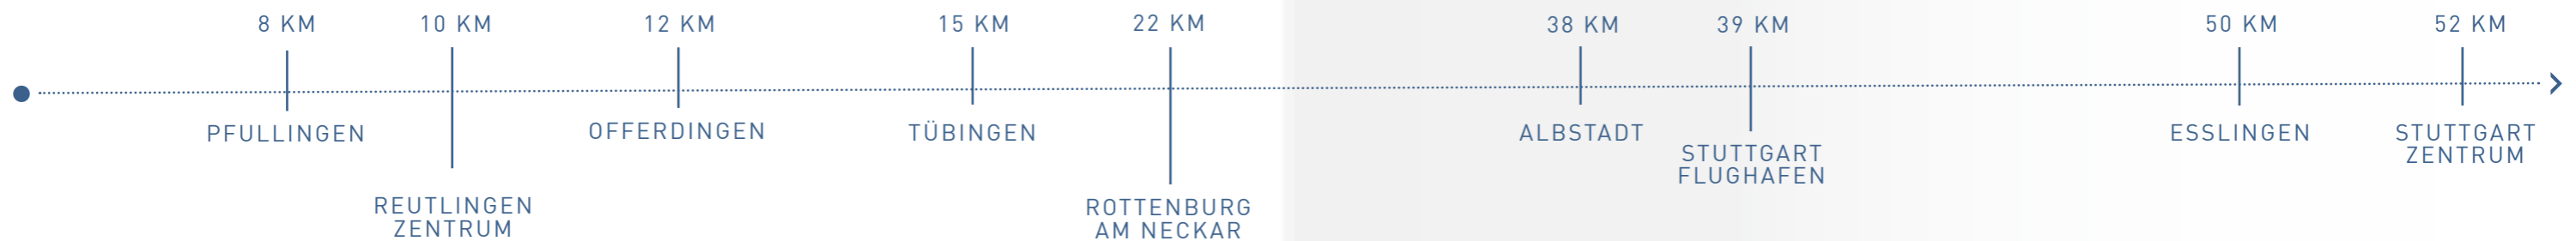 8 KM
10 KM
12 KM
15 KM
22 KM
38 KM
39 KM
50 KM
52 KM
PFULLINGEN
REUTLINGEN
ZENTRUM
OFFERDINGEN
TÜBINGEN
ROTTENBURG
AM NECKAR
ALBSTADT
STUTTGART
FLUGHAFEN
ESSLINGEN
STUTTGART
ZENTRUM